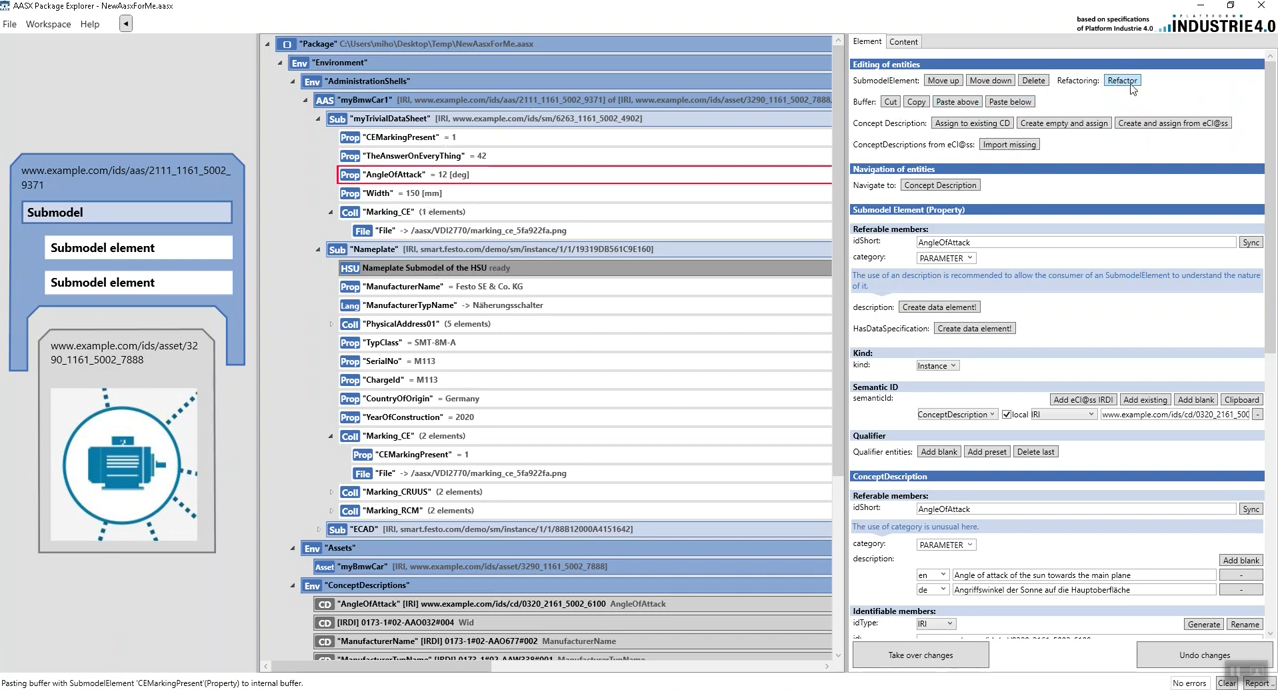 AASX Package Explorer - NewAasxForMe.aasx
File Workspace Help
based on specifications
of Platform Industrie 4.0
PLATTFORM
INDUSTRIE4.0
www.example.com/ids/aas/2111_1161_5002_
9371
Submodel
Submodel element
Submodel element
www.example.com/ids/asset/32
90_1161_5002_7888
"Package" C:\Users\miho\Desktop\Temp\NewAasxForMe.aasx
Env "Environment"
Env "AdministrationShells"
AAS "myBmwCar1" [IRI, www.example.com/ids/aas/2111_1161_5002_9371] of [IRI, www.example.com/ids/asset/3290_1161_5002_7888,
Sub "myTrivialDataSheet" [IRI, www.example.com/ids/sm/6263_1161_5002_4902]
Prop "CEMarkingPresent" = 1
Prop "TheAnswerOnEveryThing" = 42
Prop "AngleOfAttack" = 12 [deg]
Prop "Width" = 150 [mm]
Coll "Marking_CE" (1 elements)
File "File" -> /aasx/VDI2770/marking_ce_5fa922fa.png
Sub "Nameplate" [IRI, smart.festo.com/demo/sm/instance/1/1/19319DB561C9E160]
HSU Nameplate Submodel of the HSU ready
Prop "ManufacturerName" = Festo SE & Co. KG
Lang "ManufacturerTypName" -> Näherungsschalter
Coll "PhysicalAddress01" (5 elements)
Prop "TypClass" = SMT-8M-A
Prop "SerialNo" = M113
Prop "ChargeId" = M113
Prop "CountryOfOrigin" = Germany
Prop "YearOfConstruction" = 2020
Coll "Marking_CE" (2 elements)
Prop "CEMarkingPresent" = 1
File "File" -> /aasx/VDI2770/marking_ce_5fa922fa.png
Coll "Marking_CRUUS" (2 elements)
Coll "Marking_RCM" (2 elements)
Sub "ECAD" [IRI, smart.festo.com/demo/sm/instance/1/1/88B12000A4151642]
Env "Assets"
Asset "myBmwCar" [IRI, www.example.com/ids/asset/3290_1161_5002_7888]
Env "ConceptDescriptions"
CD "AngleOfAttack" [IRI] www.example.com/ids/cd/0320_2161_5002_6100 AngleOfAttack
CD [IRDI] 0173-1#02-AAO032#004 Wid
CD "ManufacturerName" [IRDI] 0173-1#02-AAO677#002 ManufacturerName
Element Content
Editing of entities
SubmodelElement: Move up Move down Delete Refactoring: Refactor
Buffer: Cut Copy Paste above Paste below
Concept Description: Assign to existing CD Create empty and assign Create and assign from eCl@ss
ConceptDescriptions from eCl@ss: Import missing
Navigation of entities
Navigate to: Concept Description
Submodel Element (Property)
Referable members:
idShort: AngleOfAttack Sync
category: PARAMETER
The use of an description is recommended to allow the consumer of an SubmodelElement to understand the nature
of it.
description: Create data element!
HasDataSpecification: Create data element!
Kind:
kind: Instance
Semantic ID
semanticId: Add eCl@ss IRDI Add existing Add blank Clipboard
ConceptDescription local IRI www.example.com/ids/cd/0320_2161_500 -
Qualifier
Qualifier entities: Add blank Add preset Delete last
ConceptDescription
Referable members:
idShort: AngleOfAttack Sync
The use of category is unusual here.
category: PARAMETER
description: Add blank
en Angle of attack of the sun towards the main plane -
de Angriffswinkel der Sonne auf die Hauptoberfläche -
Identifiable members:
idType: IRI Generate Rename
Take over changes Undo changes
Pasting buffer with SubmodelElement 'CEMarkingPresent'(Property) to internal buffer.
No errors Clear Report..